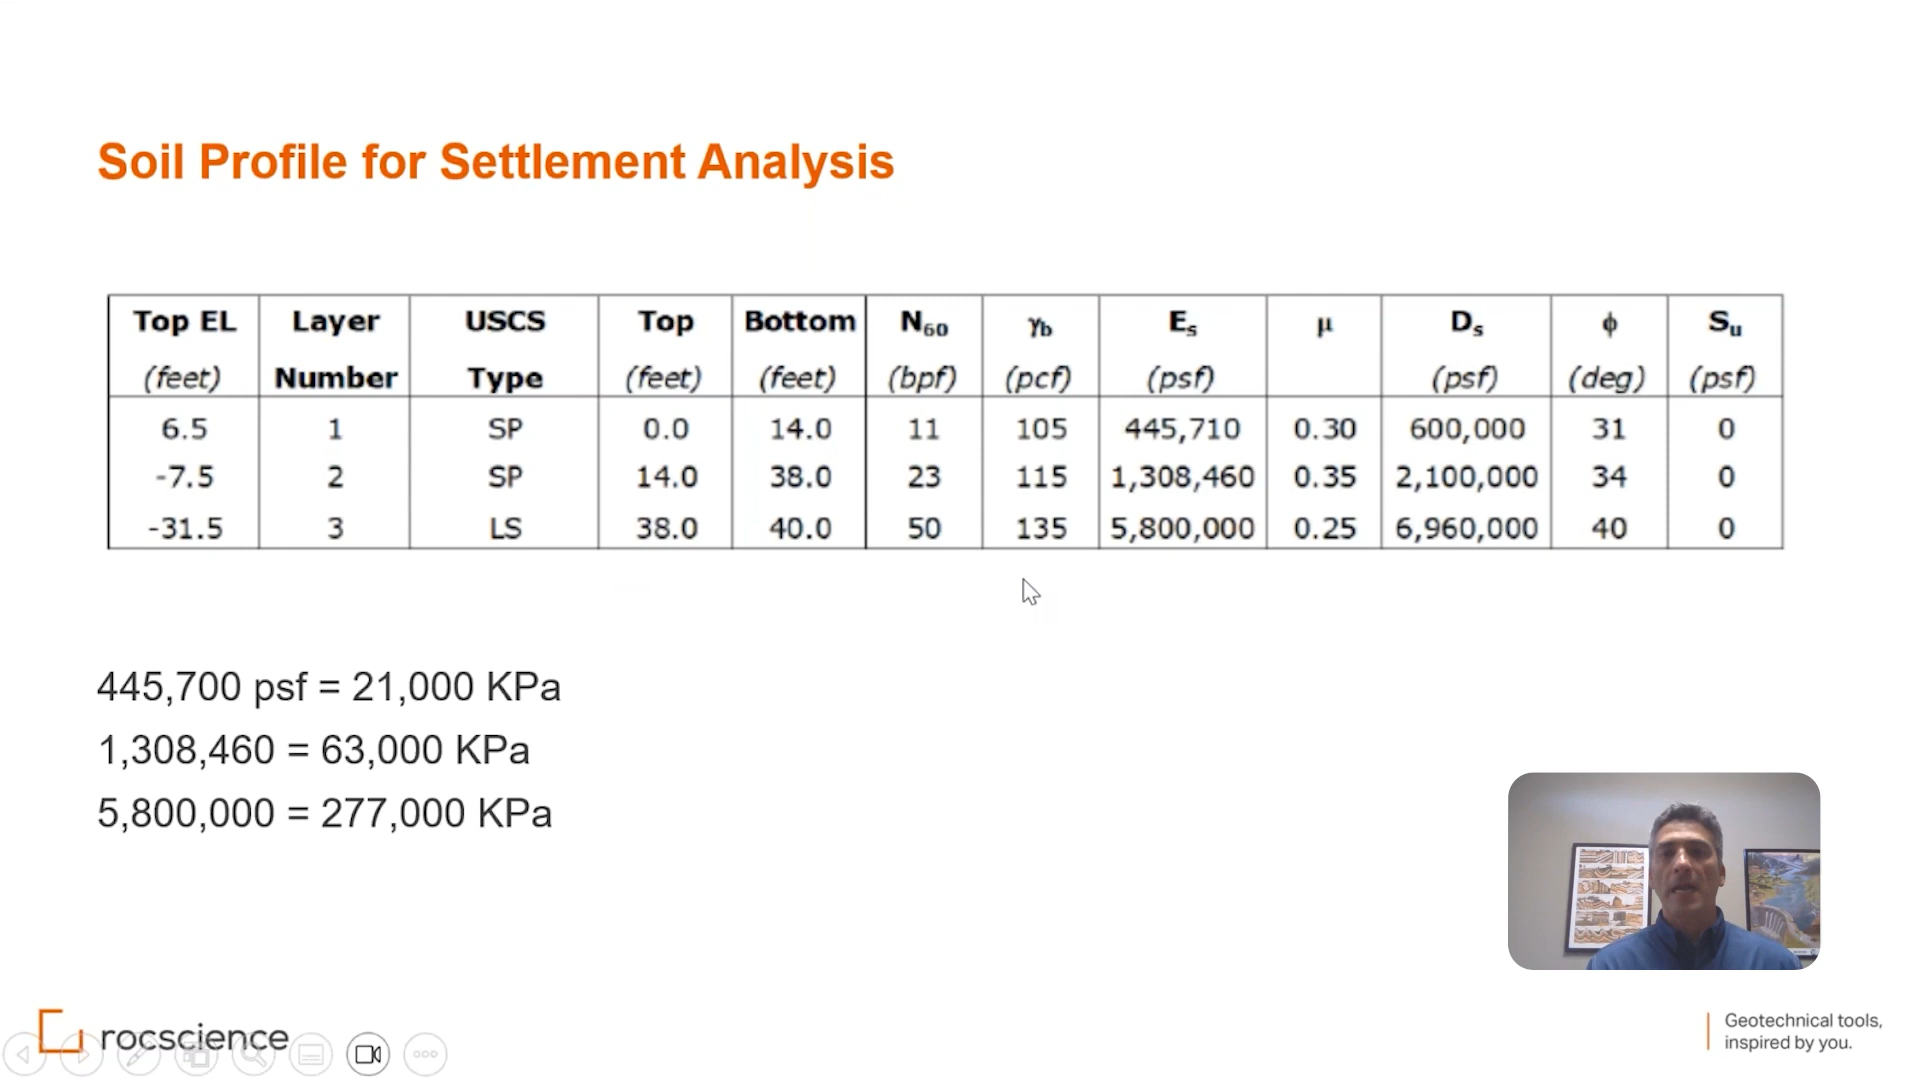 Soil Profile for Settlement Analysis
Top EL Layer USCS Top Bottom N60 γb Es μ Ds ϕ Su
(feet) Number Type (feet) (feet) (bpf) (pcf) (psf) (psf) (deg) (psf)
6.5 1 SP 0.0 14.0 11 105 445,710 0.30 600,000 31 0
-7.5 2 SP 14.0 38.0 23 115 1,308,460 0.35 2,100,000 34 0
-31.5 3 LS 38.0 40.0 50 135 5,800,000 0.25 6,960,000 40 0
445,700 psf = 21,000 KPa
1,308,460 = 63,000 KPa
5,800,000 = 277,000 KPa
rocscience
Geotechnical tools,
inspired by you.